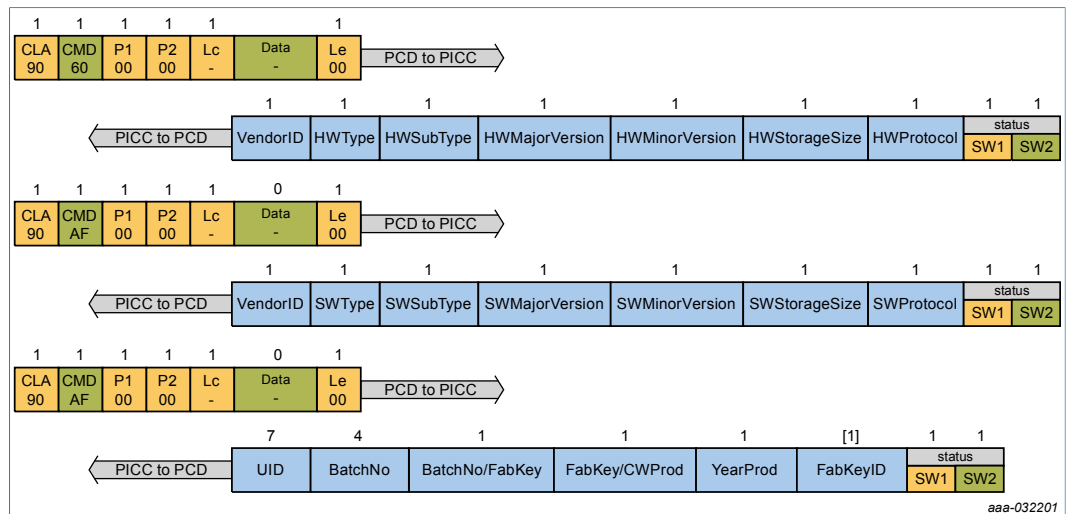 1 1 1 1 1 1
CLA CMD P1 P2 Lc Data Le
90 60 00 00 - - 00
PCD to PICC
1 1 1 1 1 1 1 1 1
PICC to PCD
VendorID HWType HWSubType HWMajorVersion HWMinorVersion HWStorageSize HWProtocol status
SW1 SW2
1 1 1 1 1 0 1
CLA CMD P1 P2 Lc Data Le
90 AF 00 00 - - 00
PCD to PICC
1 1 1 1 1 1 1 1 1
PICC to PCD
VendorID SWType SWSubType SWMajorVersion SWMinorVersion SWStorageSize SWProtocol status
SW1 SW2
1 1 1 1 1 0 1
CLA CMD P1 P2 Lc Data Le
90 AF 00 00 - - 00
PCD to PICC
7 4 1 1 1 [1] 1 1
PICC to PCD
UID BatchNo BatchNo/FabKey FabKey/CWProd YearProd FabKeyID status
SW1 SW2
aaa-032201